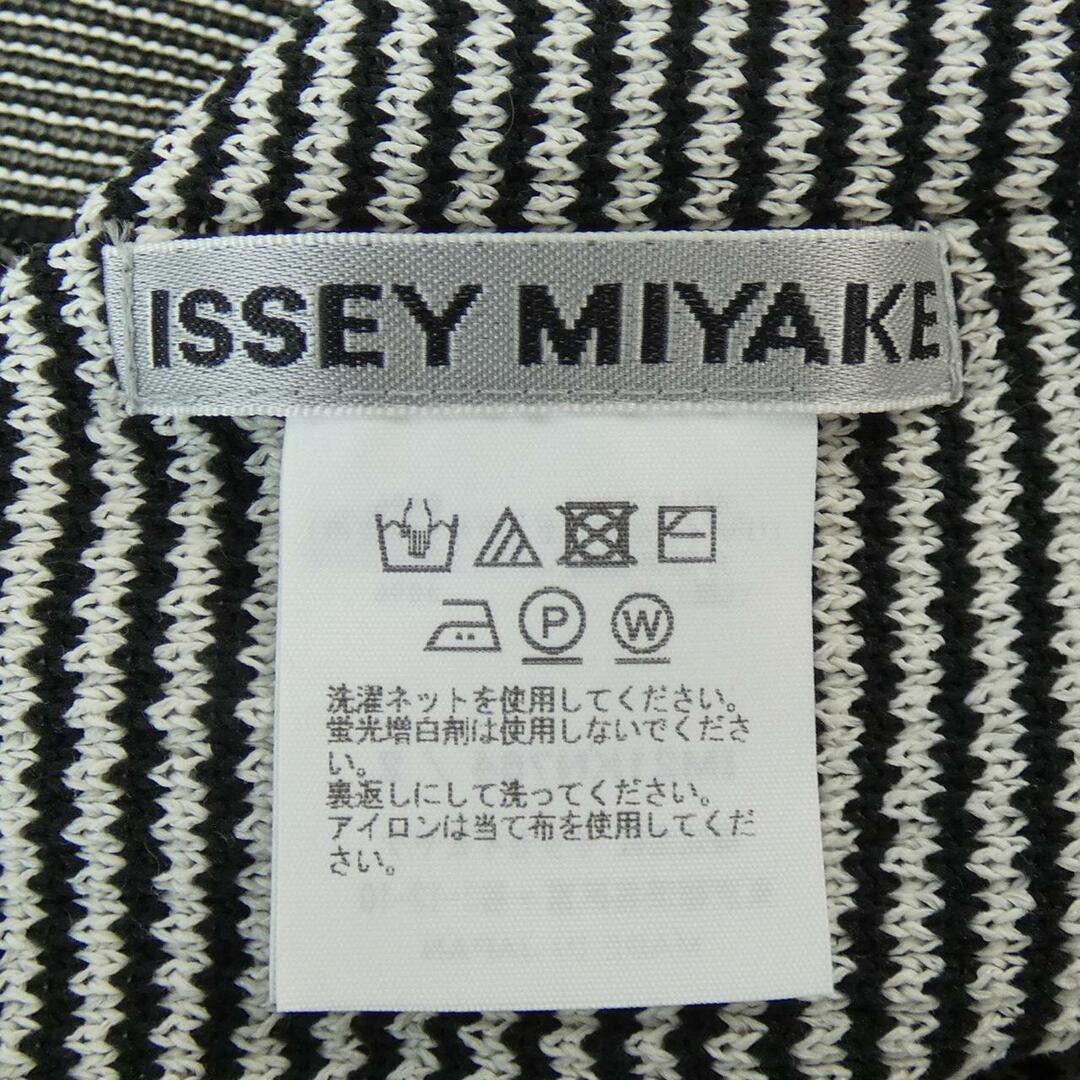 ISSEY MIYAKE
P W
洗濯ネットを使用してください。
蛍光増白剤は使用しないでくださ
い。
裏返しにして洗ってください。
アイロンは当て布を使用してくだ
さい。